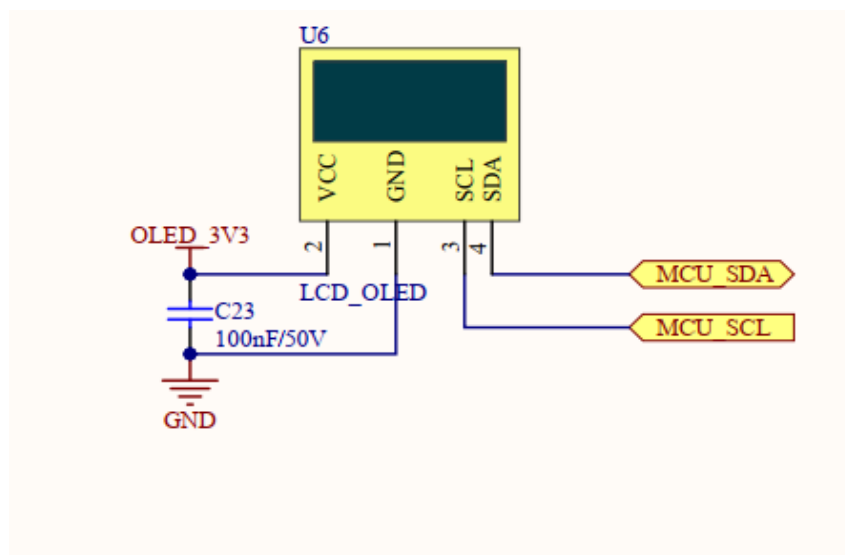 U6
VCC
GND
SCL
SDA
2
1
3
4
OLED_3V3
LCD_OLED
C23
100nF/50V
GND
MCU_SDA
MCU_SCL